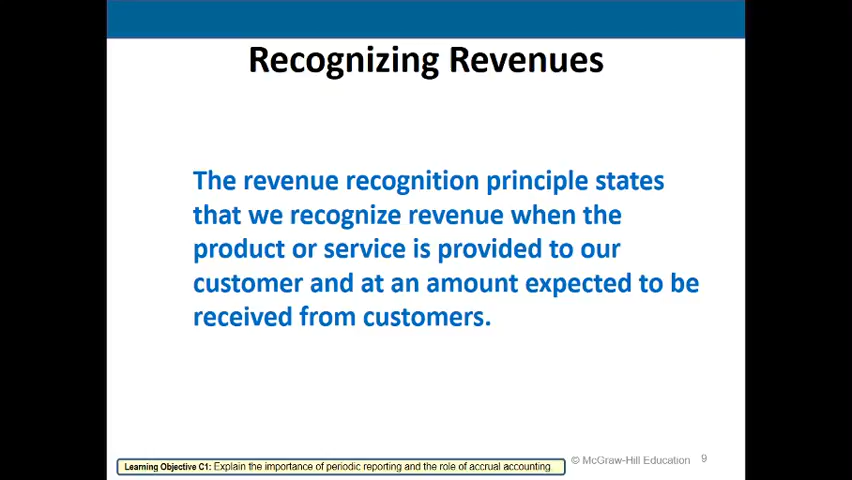 Recognizing Revenues
The revenue recognition principle states
that we recognize revenue when the
product or service is provided to our
customer and at an amount expected to be
received from customers.
Learning Objective C1: Explain the importance of periodic reporting and the role of accrual accounting
© McGraw-Hill Education 9